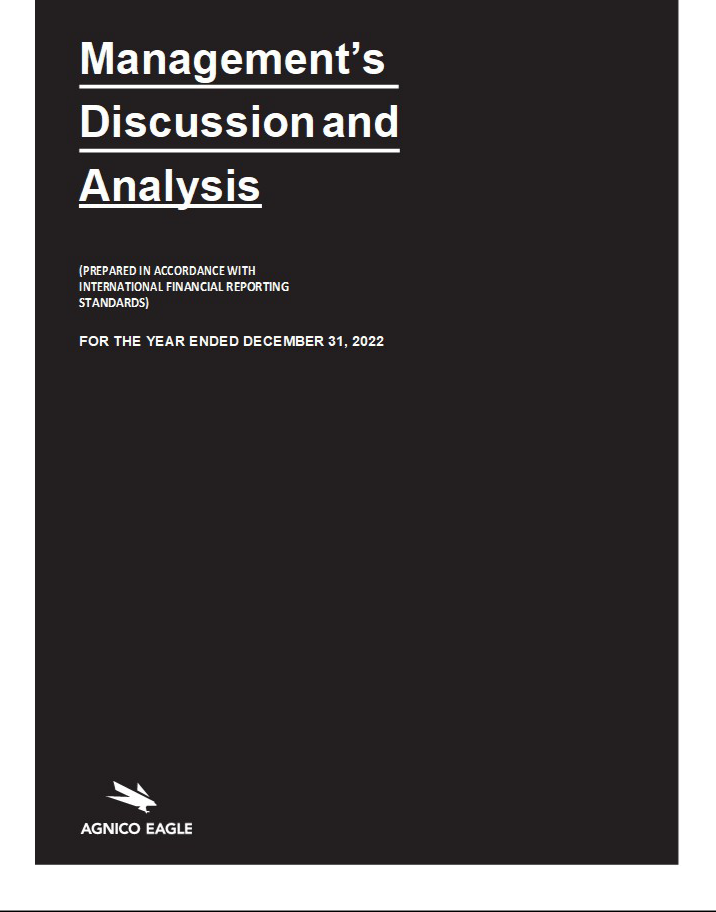 Management’s
Discussion and
Analysis
(PREPARED IN ACCORDANCE WITH
INTERNATIONAL FINANCIAL REPORTING
STANDARDS)
FOR THE YEAR ENDED DECEMBER 31, 2022
AGNICO EAGLE